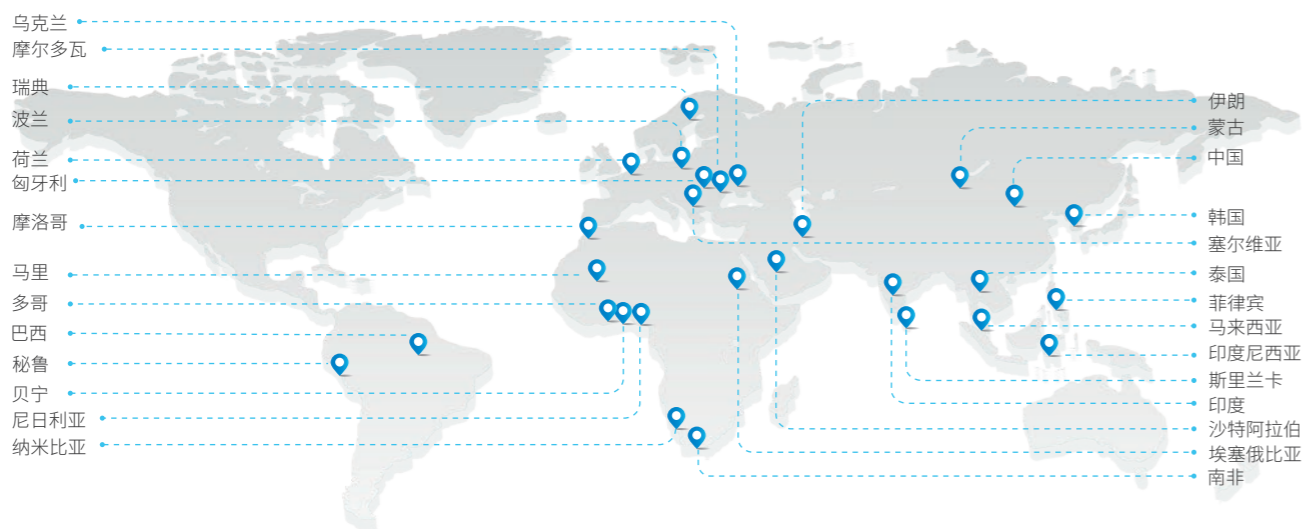 乌克兰
摩尔多瓦
瑞典
波兰
荷兰
匈牙利
摩洛哥
马里
多哥
巴西
秘鲁
贝宁
尼日利亚
纳米比亚
伊朗
蒙古
中国
韩国
塞尔维亚
泰国
菲律宾
马来西亚
印度尼西亚
斯里兰卡
印度
沙特阿拉伯
埃塞俄比亚
南非